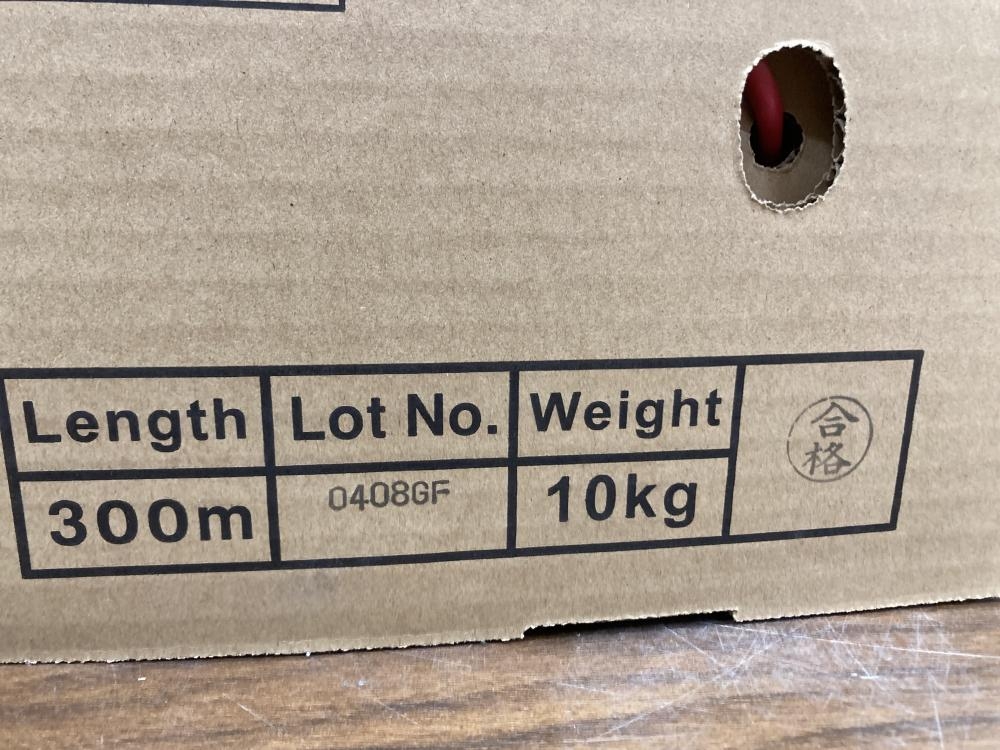 Length Lot No. Weight
300m 0408GF 10kg
合格